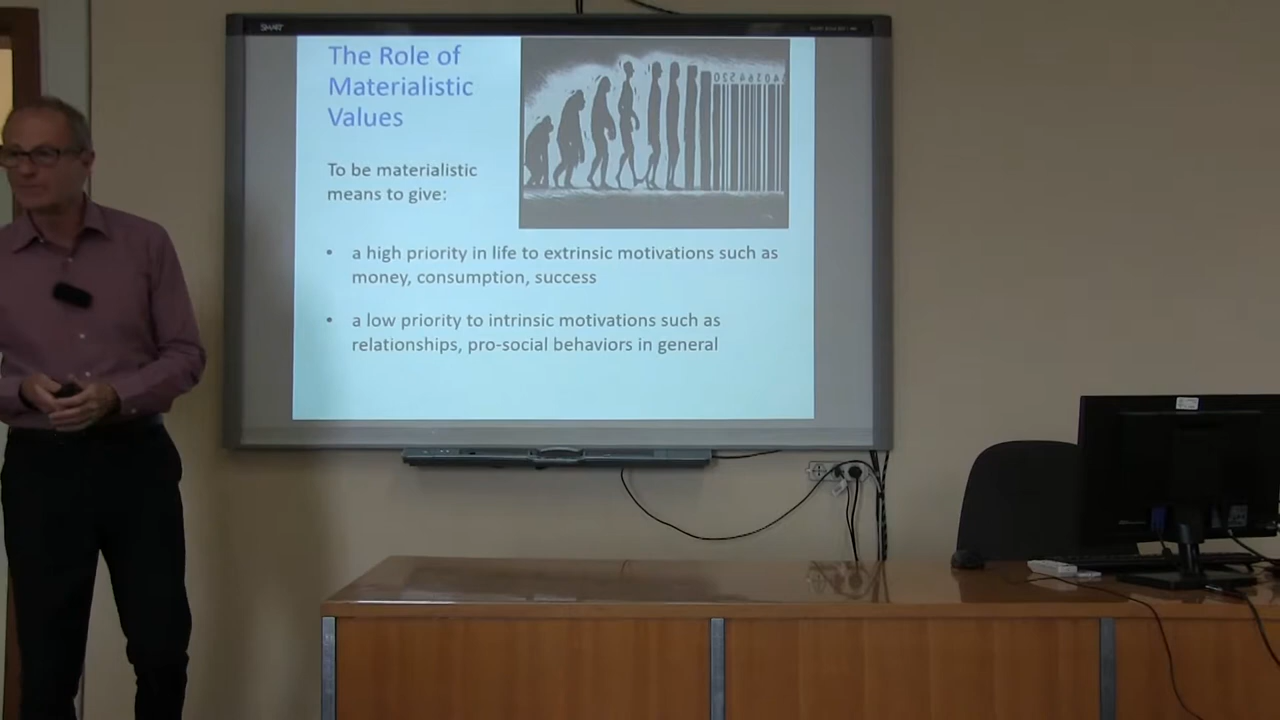 SMART
The Role of
Materialistic
Values
To be materialistic
means to give:
• a high priority in life to extrinsic motivations such as
money, consumption, success
• a low priority to intrinsic motivations such as
relationships, pro-social behaviors in general